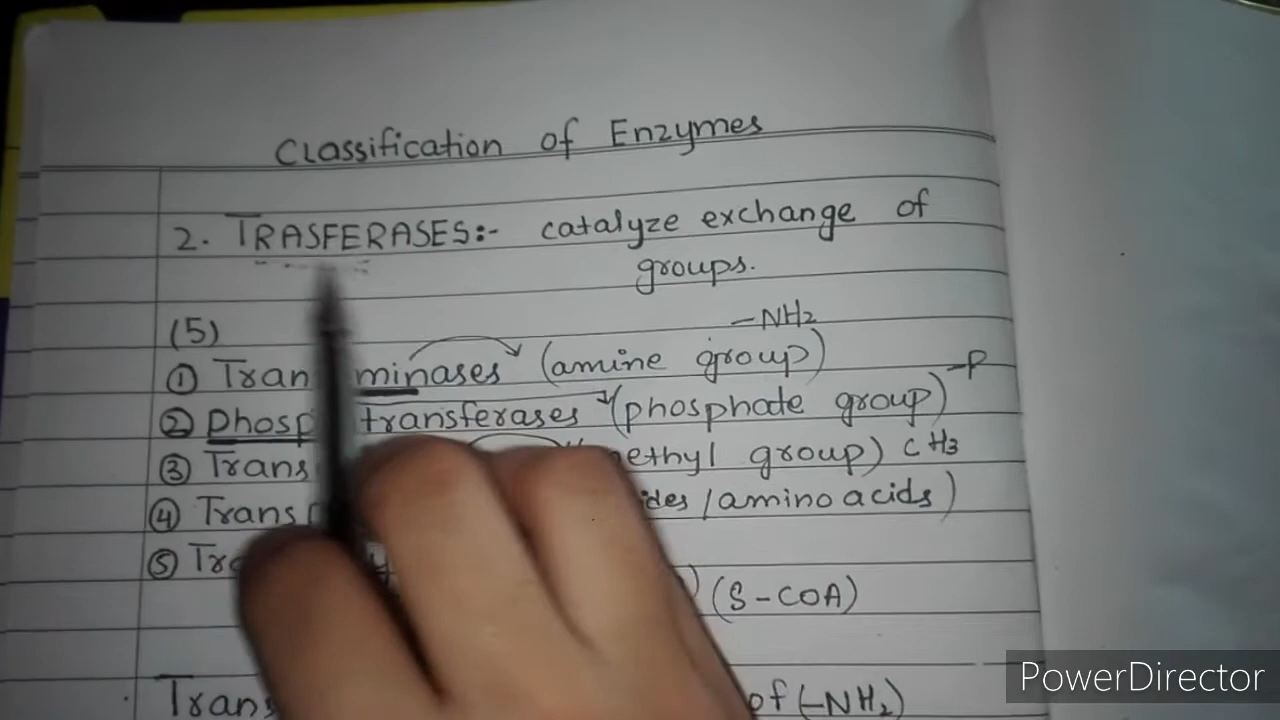 Classification of Enzymes
2. TRASFERASES:- catalyze exchange of
groups.
(5)
-NH2
① Tran minases (amine group)
② Phosp transferases (phosphate group) -P
③ Trans ethyl group) CH3
④ Trans ides / amino acids)
⑤ Tra
) (S-COA)
Trans of (-NH2)
PowerDirector